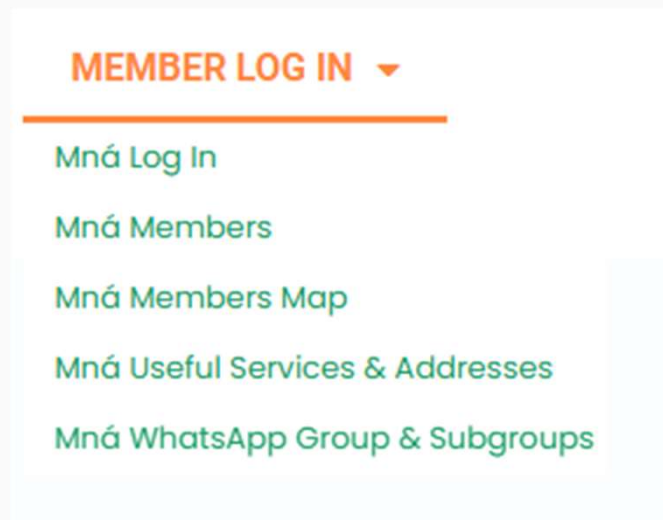 MEMBER LOG IN
Mná Log In
Mná Members
Mná Members Map
Mná Useful Services & Addresses
Mná WhatsApp Group & Subgroups